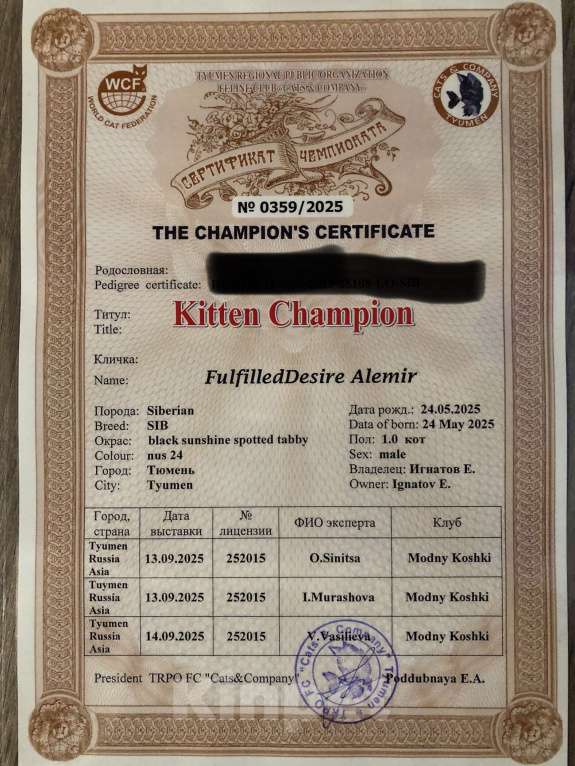 WCF
WORLD CAT FEDERATION
TYUMEN REGIONAL PUBLIC ORGANIZATION
FELINE CLUB «CATS & COMPANY»
CATS & COMPANY
TYUMEN
СЕРТИФИКАТ ЧЕМПИОНАТА
№ 0359/2025
THE CHAMPION'S CERTIFICATE
Родословная:
Pedigree certificate:
Титул:
Title:
Kitten Champion
Кличка:
Name:
FulfilledDesire Alemir
Порода: Siberian Дата рожд.: 24.05.2025
Breed: SIB Data of born: 24 May 2025
Окрас: black sunshine spotted tabby Пол: 1.0 кот
Colour: nus 24 Sex: male
Город: Тюмень Владелец: Игнатов Е.
City: Tyumen Owner: Ignatov E.
Город, страна Дата выставки № лицензии ФИО эксперта Клуб
Tyumen Russia Asia 13.09.2025 252015 O.Sinitsa Modny Koshki
Tuymen Russia Asia 13.09.2025 252015 I.Murashova Modny Koshki
Tyumen Russia Asia 14.09.2025 252015 V.Vasilieva Modny Koshki
President TRPO FC "Cats&Company" Poddubnaya E.A.
TRPO FC "Cats & Company" Tyumen